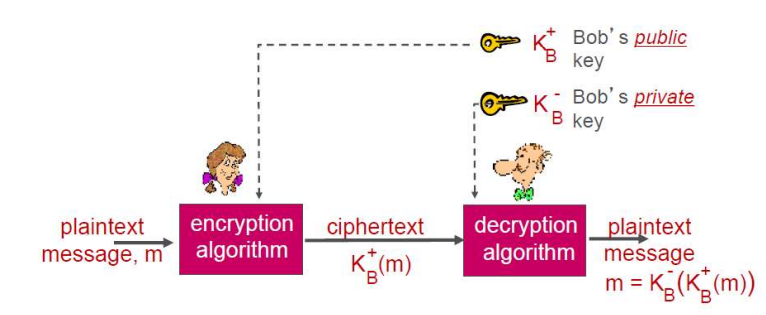 K_B^+ Bob's public
key
K_B^- Bob's private
key
plaintext
message, m
encryption
algorithm
ciphertext
K_B^+(m)
decryption
algorithm
plaintext
message
m = K_B^-(K_B^+(m))